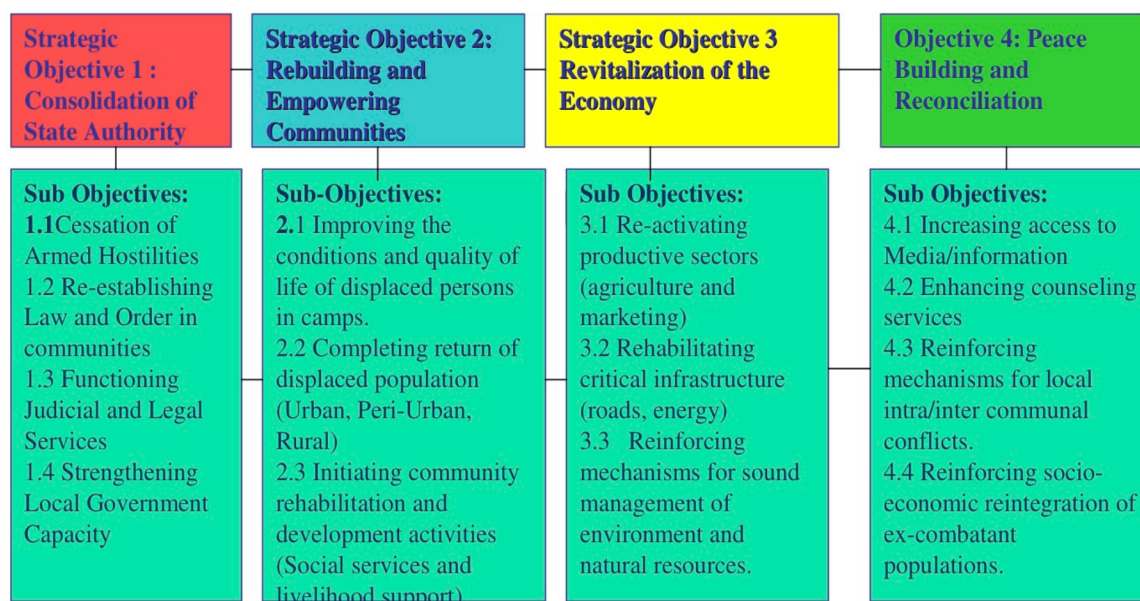 Strategic
Objective 1 :
Consolidation of
State Authority
Strategic Objective 2:
Rebuilding and
Empowering
Communities
Strategic Objective 3
Revitalization of the
Economy
Objective 4: Peace
Building and
Reconciliation
Sub Objectives:
1.1Cessation of
Armed Hostilities
1.2 Re-establishing
Law and Order in
communities
1.3 Functioning
Judicial and Legal
Services
1.4 Strengthening
Local Government
Capacity
Sub-Objectives:
2.1 Improving the
conditions and quality of
life of displaced persons
in camps.
2.2 Completing return of
displaced population
(Urban, Peri-Urban,
Rural)
2.3 Initiating community
rehabilitation and
development activities
(Social services and
livelihood support)
Sub Objectives:
3.1 Re-activating
productive sectors
(agriculture and
marketing)
3.2 Rehabilitating
critical infrastructure
(roads, energy)
3.3 Reinforcing
mechanisms for sound
management of
environment and
natural resources.
Sub Objectives:
4.1 Increasing access to
Media/information
4.2 Enhancing counseling
services
4.3 Reinforcing
mechanisms for local
intra/inter communal
conflicts.
4.4 Reinforcing socio-
economic reintegration of
ex-combatant
populations.